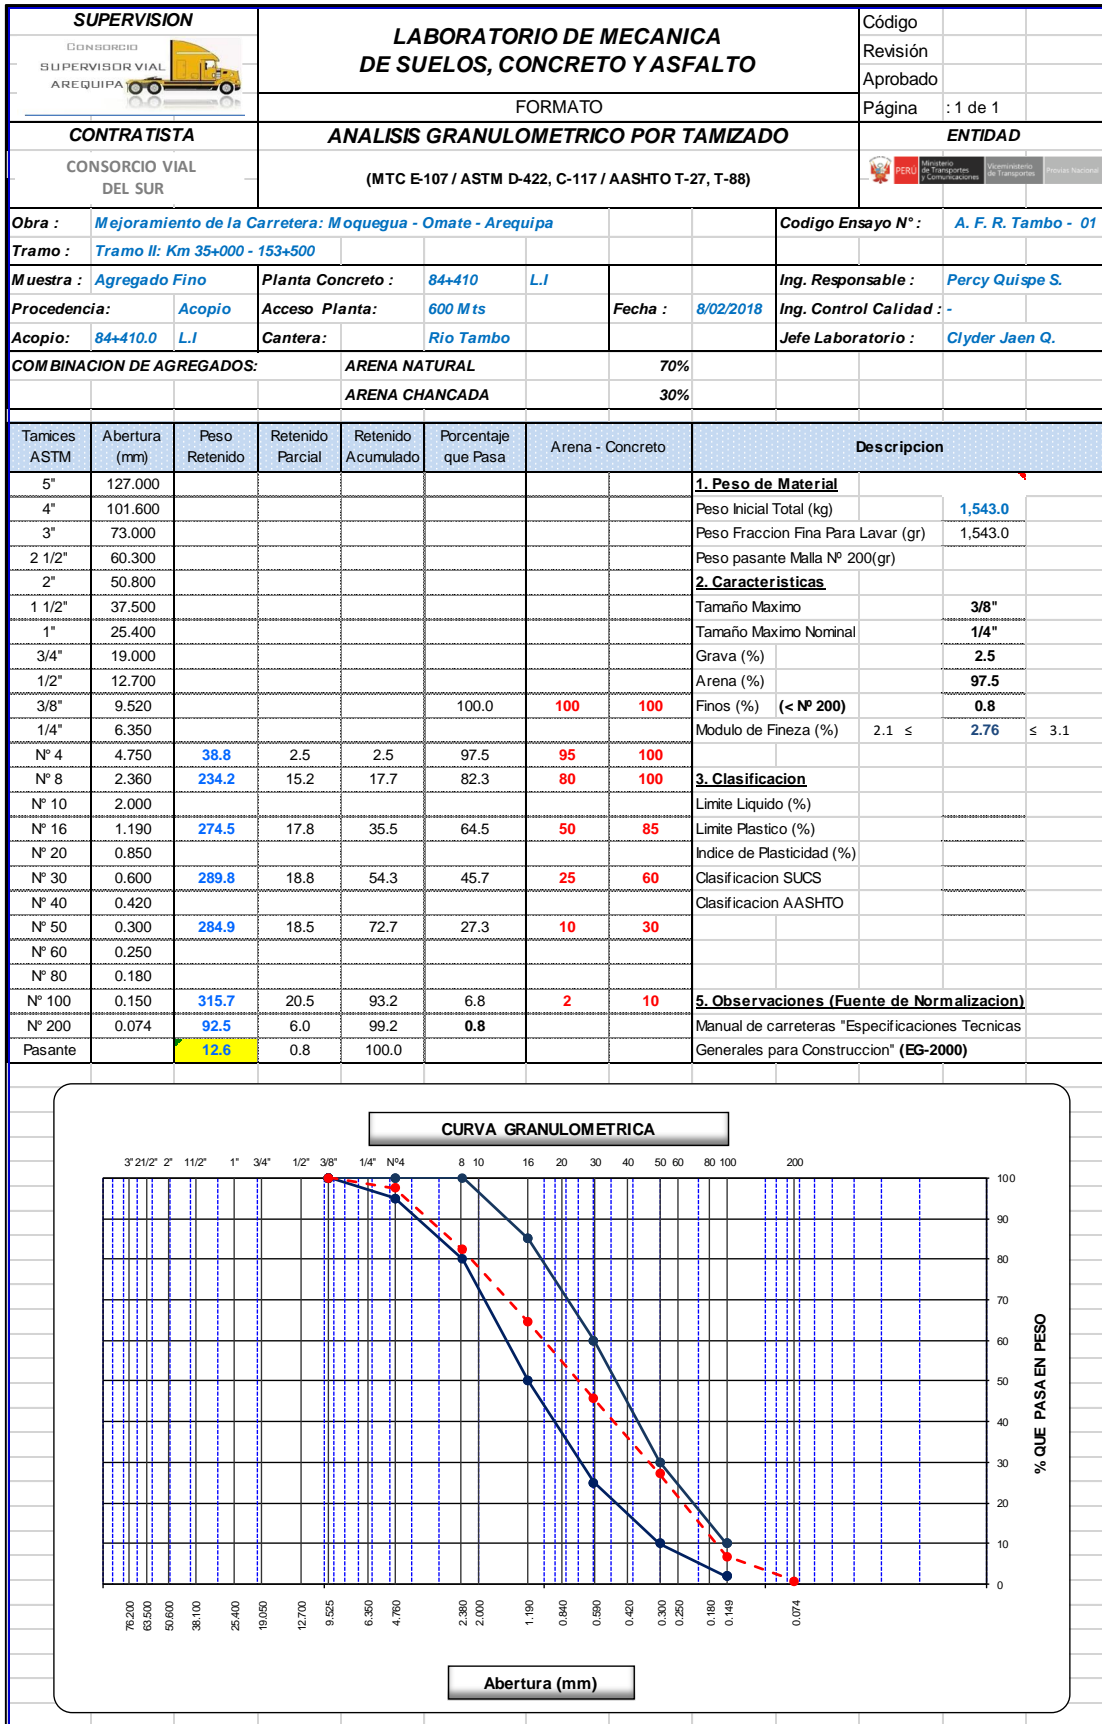 SUPERVISION
CONSORCIO
SUPERVISOR VIAL
AREQUIPA
LABORATORIO DE MECANICA
DE SUELOS, CONCRETO Y ASFALTO
FORMATO
Código
Revisión
Aprobado
Página : 1 de 1
CONTRATISTA
CONSORCIO VIAL
DEL SUR
ANALISIS GRANULOMETRICO POR TAMIZADO
(MTC E-107 / ASTM D-422, C-117 / AASHTO T-27, T-88)
ENTIDAD
PERÚ Ministerio de Transportes y Comunicaciones Viceministerio de Transportes Provias Nacional
Obra : Mejoramiento de la Carretera: Moquegua - Omate - Arequipa Codigo Ensayo N° : A. F. R. Tambo - 01
Tramo : Tramo II: Km 35+000 - 153+500
Muestra : Agregado Fino Planta Concreto : 84+410 L.I Ing. Responsable : Percy Quispe S.
Procedencia: Acopio Acceso Planta: 600 Mts Fecha : 8/02/2018 Ing. Control Calidad : -
Acopio: 84+410.0 L.I Cantera: Rio Tambo Jefe Laboratorio : Clyder Jaen Q.
COMBINACION DE AGREGADOS: ARENA NATURAL 70%
ARENA CHANCADA 30%
Tamices ASTM Abertura (mm) Peso Retenido Retenido Parcial Retenido Acumulado Porcentaje que Pasa Arena - Concreto Descripcion
5" 127.000 1. Peso de Material
4" 101.600 Peso Inicial Total (kg) 1,543.0
3" 73.000 Peso Fraccion Fina Para Lavar (gr) 1,543.0
2 1/2" 60.300 Peso pasante Malla Nº 200(gr)
2" 50.800 2. Caracteristicas
1 1/2" 37.500 Tamaño Maximo 3/8"
1" 25.400 Tamaño Maximo Nominal 1/4"
3/4" 19.000 Grava (%) 2.5
1/2" 12.700 Arena (%) 97.5
3/8" 9.520 100.0 100 100 Finos (%) (< Nº 200) 0.8
1/4" 6.350 Modulo de Fineza (%) 2.1 ≤ 2.76 ≤ 3.1
Nº 4 4.750 38.8 2.5 2.5 97.5 95 100
Nº 8 2.360 234.2 15.2 17.7 82.3 80 100 3. Clasificacion
Nº 10 2.000 Limite Liquido (%)
Nº 16 1.190 274.5 17.8 35.5 64.5 50 85 Limite Plastico (%)
Nº 20 0.850 Indice de Plasticidad (%)
Nº 30 0.600 289.8 18.8 54.3 45.7 25 60 Clasificacion SUCS
Nº 40 0.420 Clasificacion AASHTO
Nº 50 0.300 284.9 18.5 72.7 27.3 10 30
Nº 60 0.250
Nº 80 0.180
Nº 100 0.150 315.7 20.5 93.2 6.8 2 10 5. Observaciones (Fuente de Normalizacion)
Nº 200 0.074 92.5 6.0 99.2 0.8 Manual de carreteras "Especificaciones Tecnicas
Pasante 12.6 0.8 100.0 Generales para Construccion" (EG-2000)
CURVA GRANULOMETRICA
3" 21/2" 2" 11/2" 1" 3/4" 1/2" 3/8" 1/4" Nº4 8 10 16 20 30 40 50 60 80 100 200
100
90
80
70
60
50
40
30
20
10
0
% QUE PASA EN PESO
76.200 63.500 50.600 38.100 25.400 19.050 12.700 9.525 6.350 4.760 2.380 2.000 1.190 0.840 0.590 0.420 0.300 0.250 0.180 0.149 0.074
Abertura (mm)